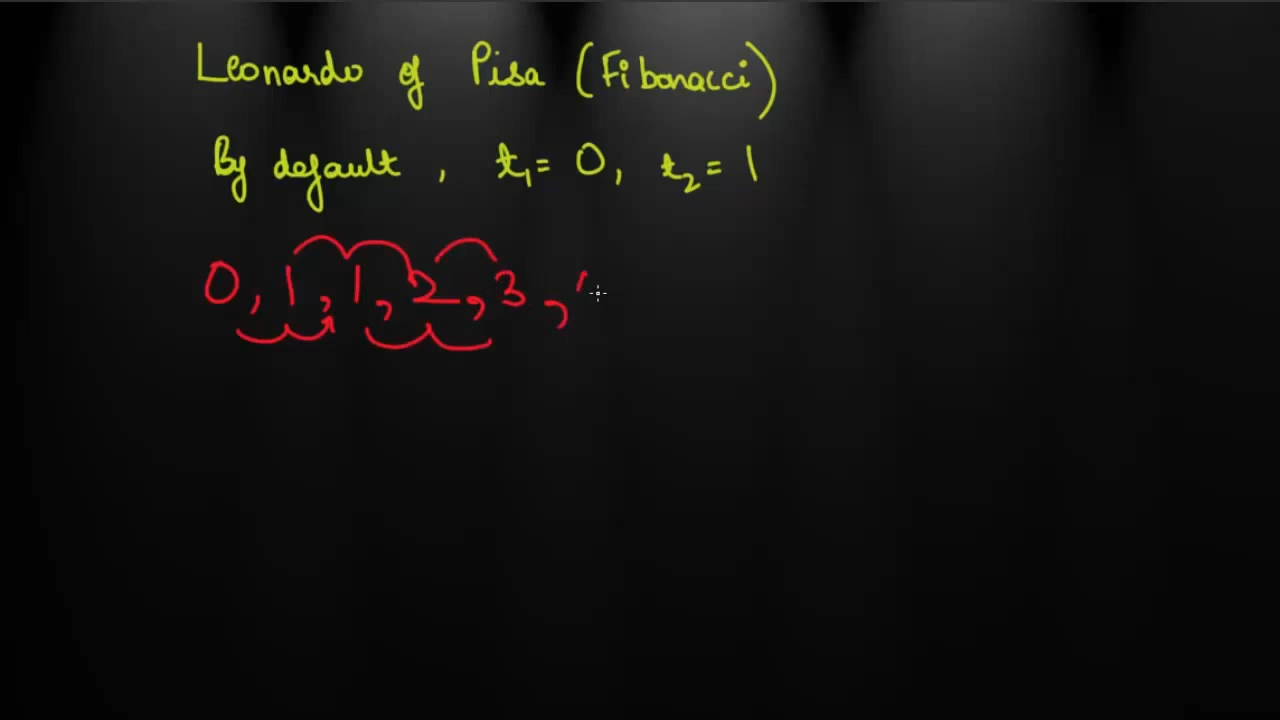 Leonardo of Pisa (Fibonacci)
By default, t₁ = 0, t₂ = 1
0, 1, 1, 2, 3,